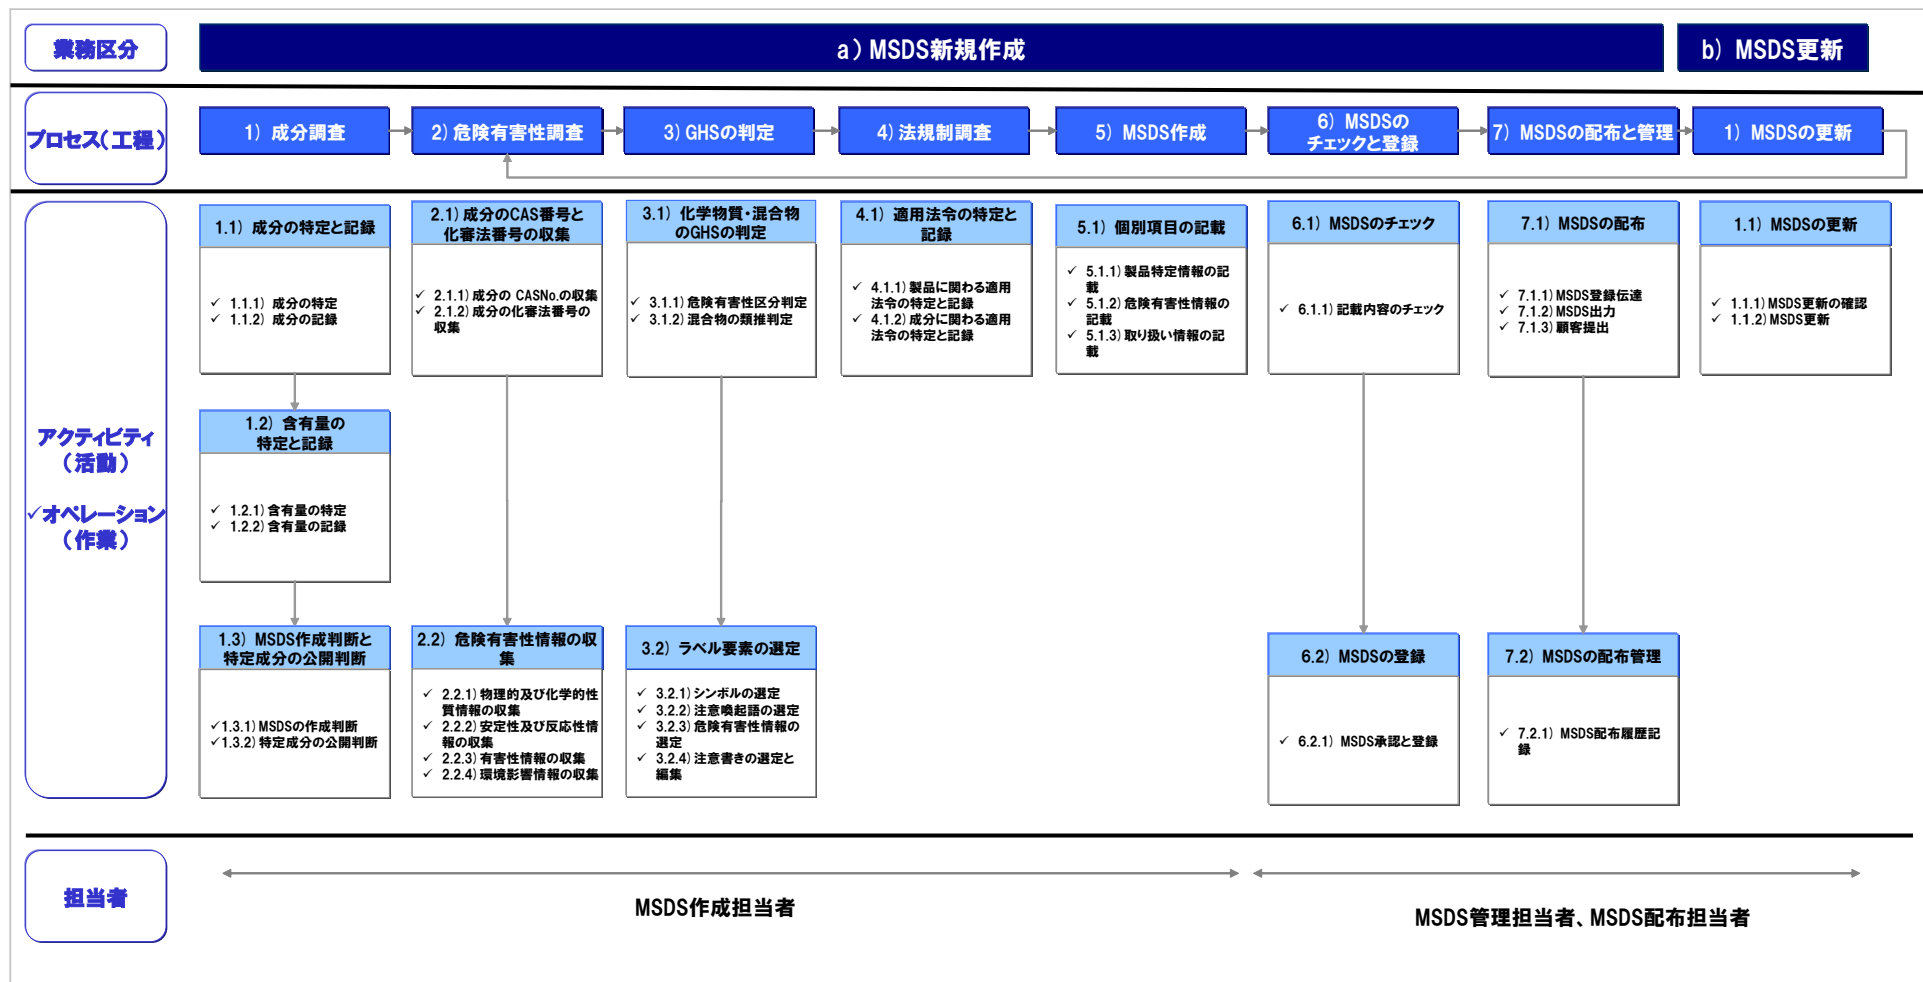 業務区分
a) MSDS新規作成
b) MSDS更新
プロセス(工程)
1) 成分調査
2) 危険有害性調査
3) GHSの判定
4) 法規制調査
5) MSDS作成
6) MSDSの
チェックと登録
7) MSDSの配布と管理
1) MSDSの更新
アクティビティ
(活動)
✓オペレーション
(作業)
1.1) 成分の特定と記録
✓ 1.1.1) 成分の特定
✓ 1.1.2) 成分の記録
1.2) 含有量の
特定と記録
✓ 1.2.1) 含有量の特定
✓ 1.2.2) 含有量の記録
1.3) MSDS作成判断と
特定成分の公開判断
✓1.3.1) MSDSの作成判断
✓1.3.2) 特定成分の公開判断
2.1) 成分のCAS番号と
化審法番号の収集
✓ 2.1.1) 成分の CASNo.の収集
✓ 2.1.2) 成分の化審法番号の
収集
2.2) 危険有害性情報の収
集
✓ 2.2.1) 物理的及び化学的性
質情報の収集
✓ 2.2.2) 安定性及び反応性情
報の収集
✓ 2.2.3) 有害性情報の収集
✓ 2.2.4) 環境影響情報の収集
3.1) 化学物質・混合物
のGHSの判定
✓ 3.1.1) 危険有害性区分判定
✓ 3.1.2) 混合物の類推判定
3.2) ラベル要素の選定
✓ 3.2.1) シンボルの選定
✓ 3.2.2) 注意喚起語の選定
✓ 3.2.3) 危険有害性情報の
選定
✓ 3.2.4) 注意書きの選定と
編集
4.1) 適用法令の特定と
記録
✓ 4.1.1) 製品に関わる適用
法令の特定と記録
✓ 4.1.2) 成分に関わる適用
法令の特定と記録
5.1) 個別項目の記載
✓ 5.1.1) 製品特定情報の記
載
✓ 5.1.2) 危険有害性情報の
記載
✓ 5.1.3) 取り扱い情報の記
載
6.1) MSDSのチェック
✓ 6.1.1) 記載内容のチェック
6.2) MSDSの登録
✓ 6.2.1) MSDS承認と登録
7.1) MSDSの配布
✓ 7.1.1) MSDS登録伝達
✓ 7.1.2) MSDS出力
✓ 7.1.3) 顧客提出
7.2) MSDSの配布管理
✓ 7.2.1) MSDS配布履歴記
録
1.1) MSDSの更新
✓ 1.1.1) MSDS更新の確認
✓ 1.1.2) MSDS更新
担当者
MSDS作成担当者
MSDS管理担当者、MSDS配布担当者